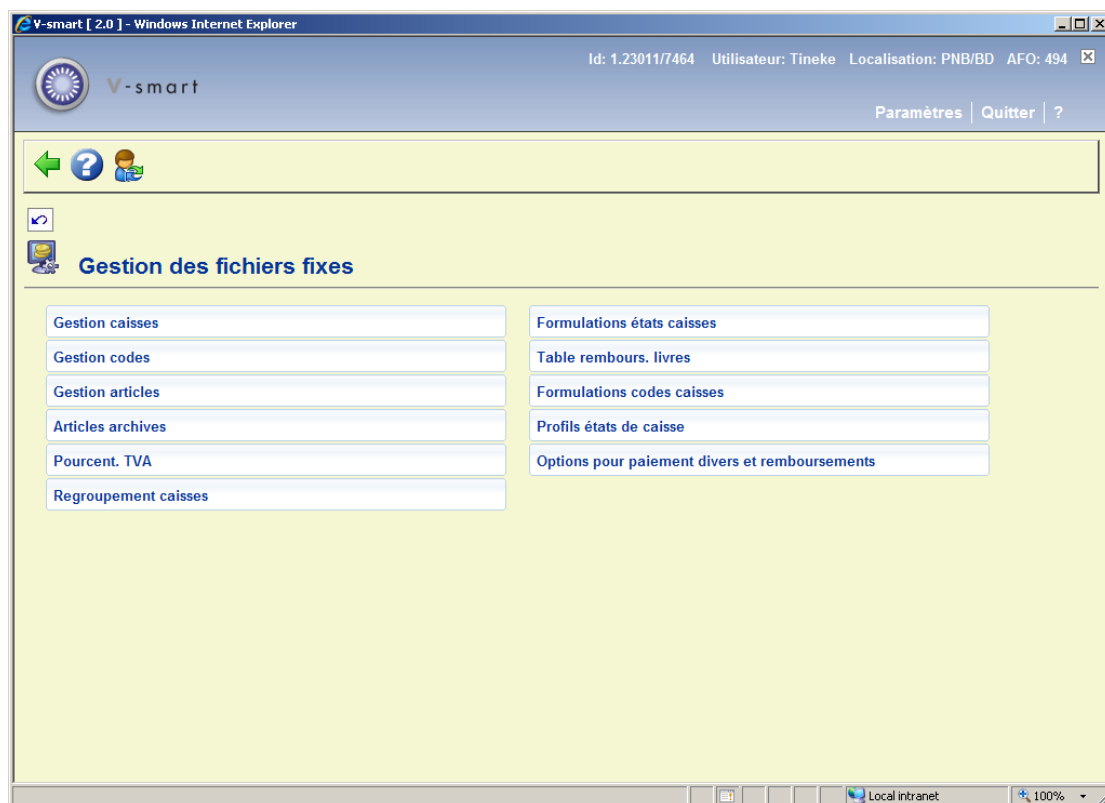 V-smart [ 2.0 ] - Windows Internet Explorer
Id: 1.23011/7464 Utilisateur: Tineke Localisation: PNB/BD AFO: 494
V-smart
Paramètres Quitter ?
Gestion des fichiers fixes
Gestion caisses
Gestion codes
Gestion articles
Articles archives
Pourcent. TVA
Regroupement caisses
Formulations états caisses
Table rembours. livres
Formulations codes caisses
Profils états de caisse
Options pour paiement divers et remboursements
Local intranet 100%